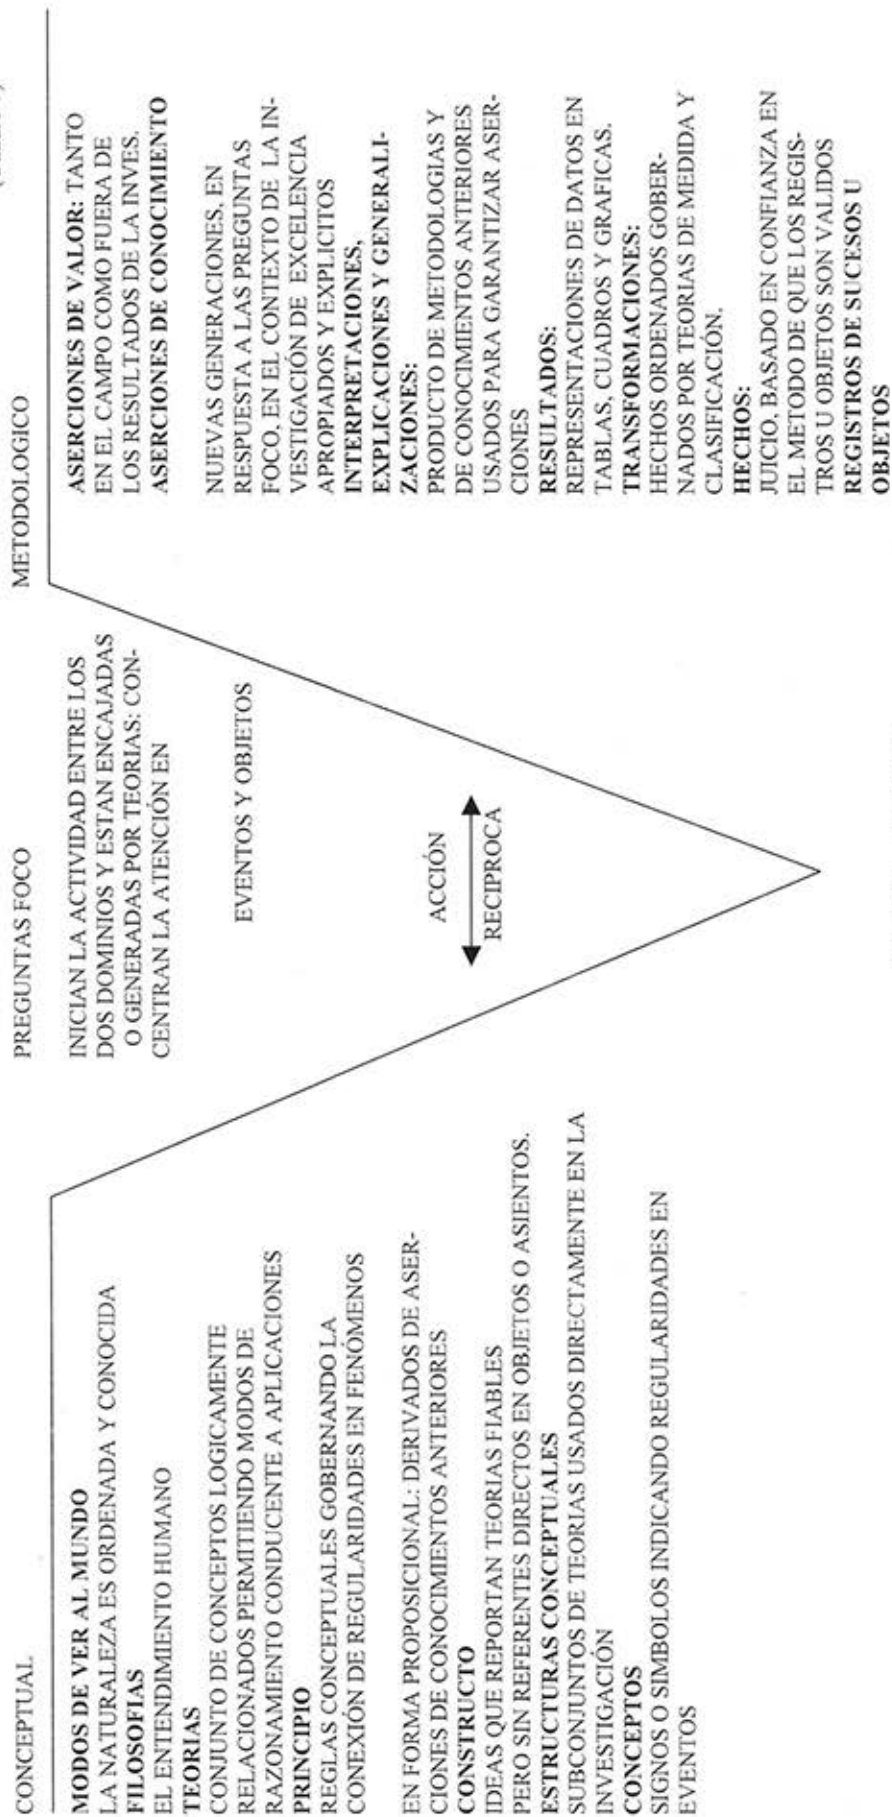 CONCEPTUAL
MODOS DE VER AL MUNDO
LA NATURALEZA ES ORDENADA Y CONOCIDA
FILOSOFIAS
EL ENTENDIMIENTO HUMANO
TEORIAS
CONJUNTO DE CONCEPTOS LOGICAMENTE
RELACIONADOS PERMITIENDO MODOS DE
RAZONAMIENTO CONDUCENTE A APLICACIONES
PRINCIPIO
REGLAS CONCEPTUALES GOBERNANDO LA
CONEXIÓN DE REGULARIDADES EN FENÓMENOS
EN FORMA PROPOSICIONAL: DERIVADOS DE ASER-
CIONES DE CONOCIMIENTOS ANTERIORES
CONSTRUCTO
IDEAS QUE REPORTAN TEORIAS FIABLES
PERO SIN REFERENTES DIRECTOS EN OBJETOS O ASIENTOS.
ESTRUCTURAS CONCEPTUALES
SUBCONJUNTOS DE TEORIAS USADOS DIRECTAMENTE EN LA
INVESTIGACIÓN
CONCEPTOS
SIGNOS O SIMBOLOS INDICANDO REGULARIDADES EN
EVENTOS
PREGUNTAS FOCO
INICIAN LA ACTIVIDAD ENTRE LOS
DOS DOMINIOS Y ESTAN ENCAJADAS
O GENERADAS POR TEORIAS: CON-
CENTRAN LA ATENCIÓN EN
EVENTOS Y OBJETOS
ACCIÓN
RECIPROCA
METODOLOGICO
ASERCIONES DE VALOR: TANTO
EN EL CAMPO COMO FUERA DE
LOS RESULTADOS DE LA INVES.
ASERCIONES DE CONOCIMIENTO
NUEVAS GENERACIONES, EN
RESPUESTA A LAS PREGUNTAS
FOCO, EN EL CONTEXTO DE LA IN-
VESTIGACIÓN DE EXCELENCIA
APROPIADOS Y EXPLICITOS
INTERPRETACIONES,
EXPLICACIONES Y GENERALI-
ZACIONES:
PRODUCTO DE METODOLOGIAS Y
DE CONOCIMIENTOS ANTERIORES
USADOS PARA GARANTIZAR ASER-
CIONES
RESULTADOS:
REPRESENTACIONES DE DATOS EN
TABLAS, CUADROS Y GRAFICAS.
TRANSFORMACIONES:
HECHOS ORDENADOS GOBER-
NADOS POR TEORIAS DE MEDIDA Y
CLASIFICACIÓN.
HECHOS:
JUICIO, BASADO EN CONFIANZA EN
EL METODO DE QUE LOS REGIS-
TROS U OBJETOS SON VALIDOS
REGISTROS DE SUCESOS U
OBJETOS